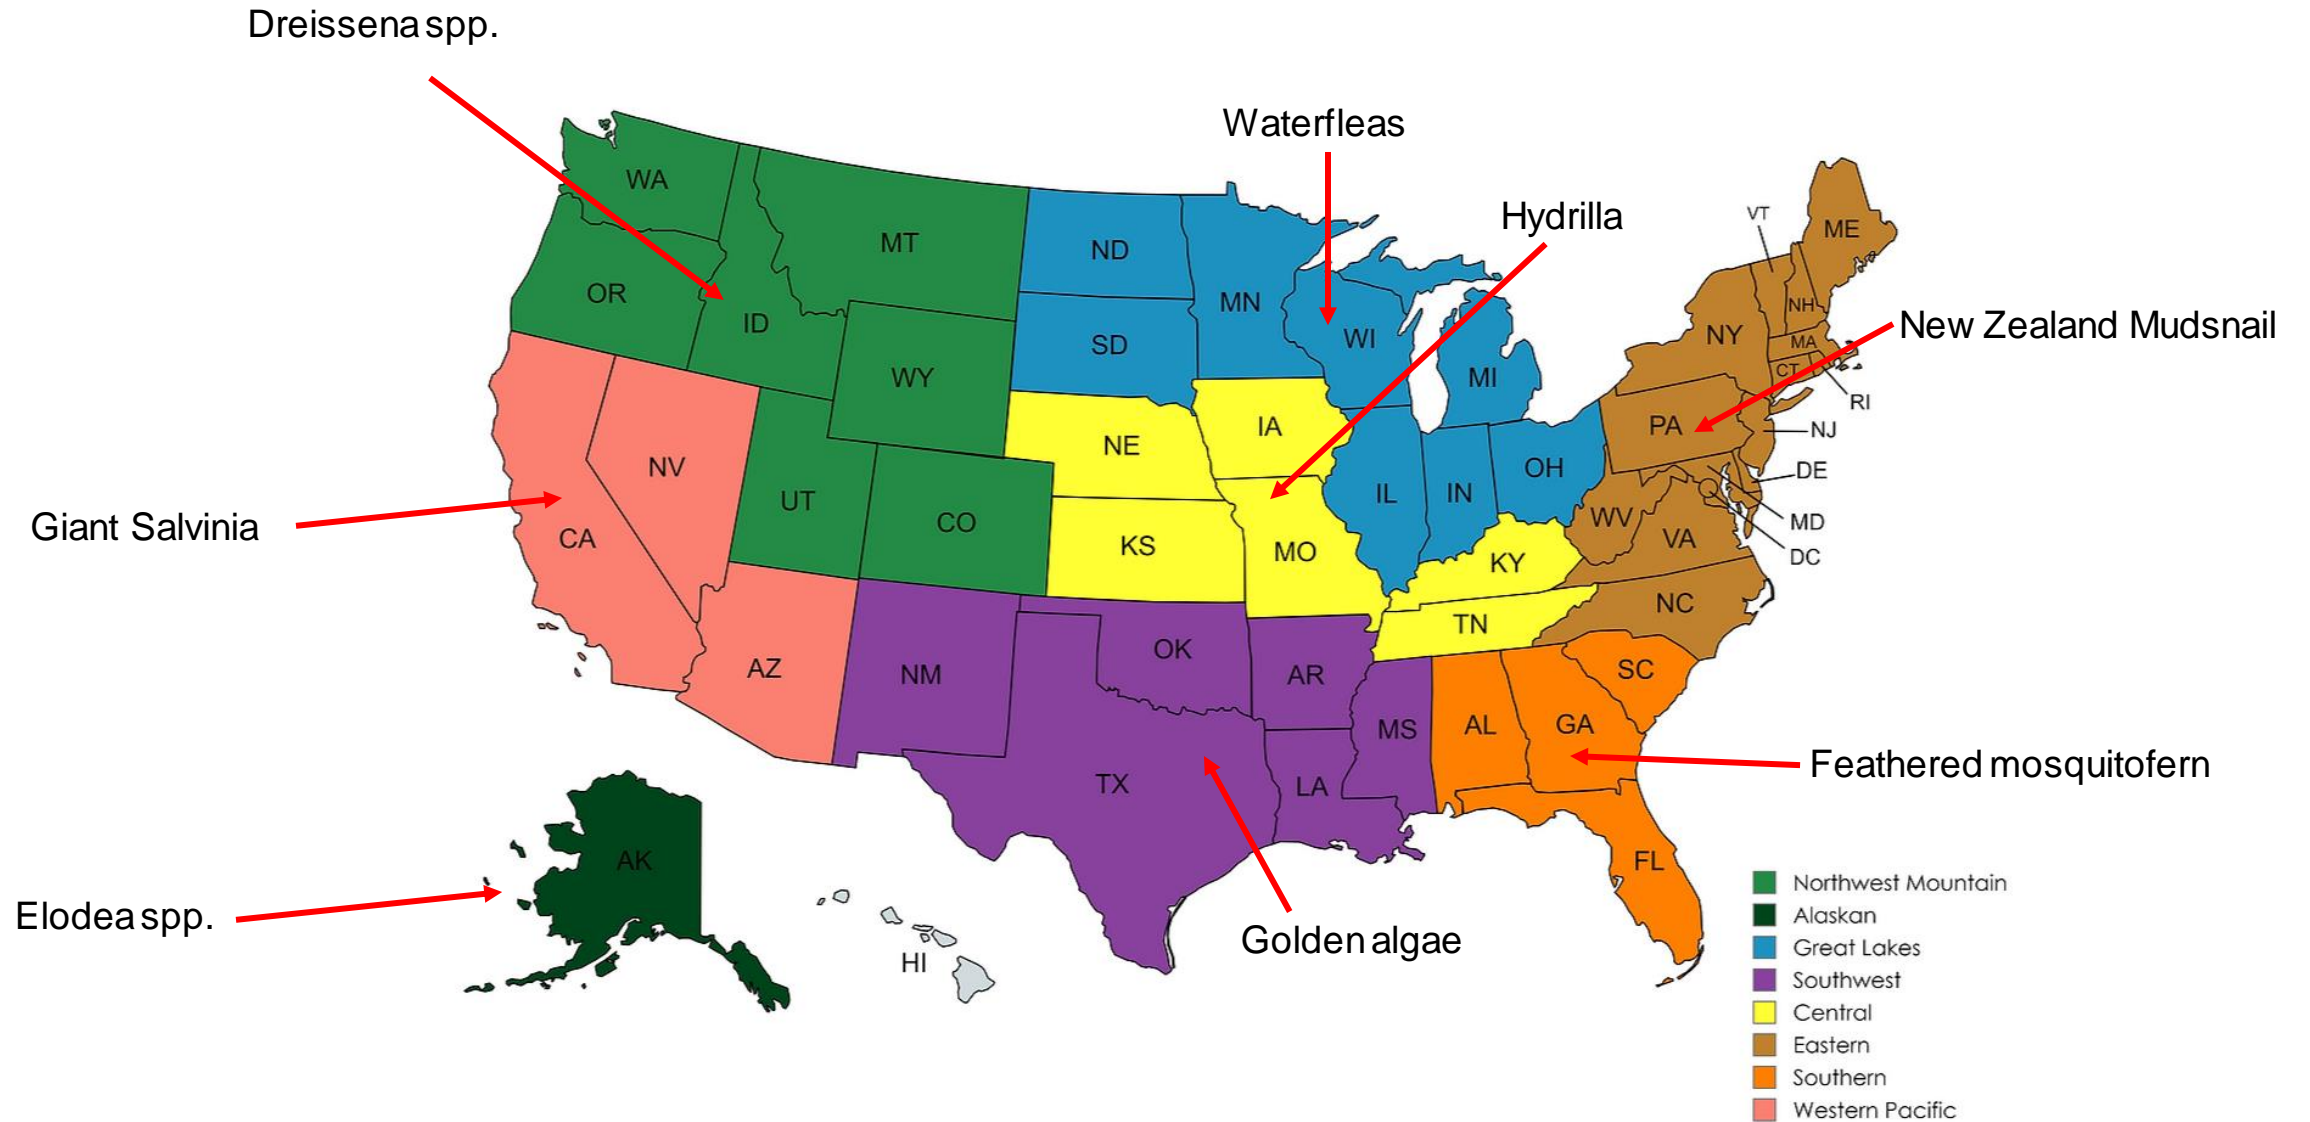 Dreissena spp.
Waterfleas
Hydrilla
New Zealand Mudsnail
Giant Salvinia
Elodea spp.
Golden algae
Feathered mosquitofern
WA
OR
ID
MT
WY
UT
CO
CA
NV
AZ
NM
TX
OK
AR
LA
MS
ND
SD
MN
WI
MI
IL
IN
OH
NE
KS
IA
MO
KY
TN
AL
GA
SC
FL
NC
VA
WV
PA
NY
VT
NH
ME
MA
CT
RI
NJ
DE
MD
DC
AK
HI
Northwest Mountain
Alaskan
Great Lakes
Southwest
Central
Eastern
Southern
Western Pacific